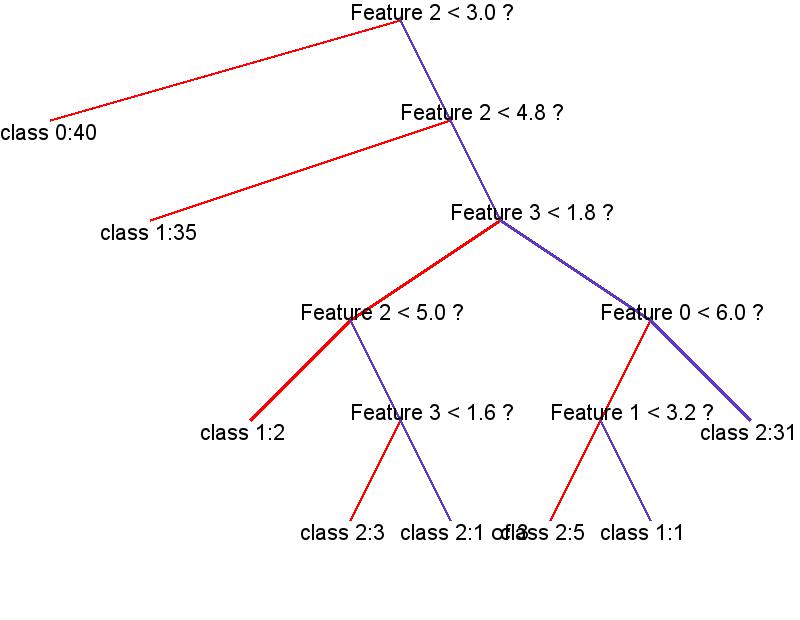 Feature 2 < 3.0 ?
class 0:40
Feature 2 < 4.8 ?
class 1:35
Feature 3 < 1.8 ?
Feature 2 < 5.0 ?
Feature 0 < 6.0 ?
class 1:2
Feature 3 < 1.6 ?
Feature 1 < 3.2 ?
class 2:31
class 2:3
class 2:1 of 3
class 2:5
class 1:1